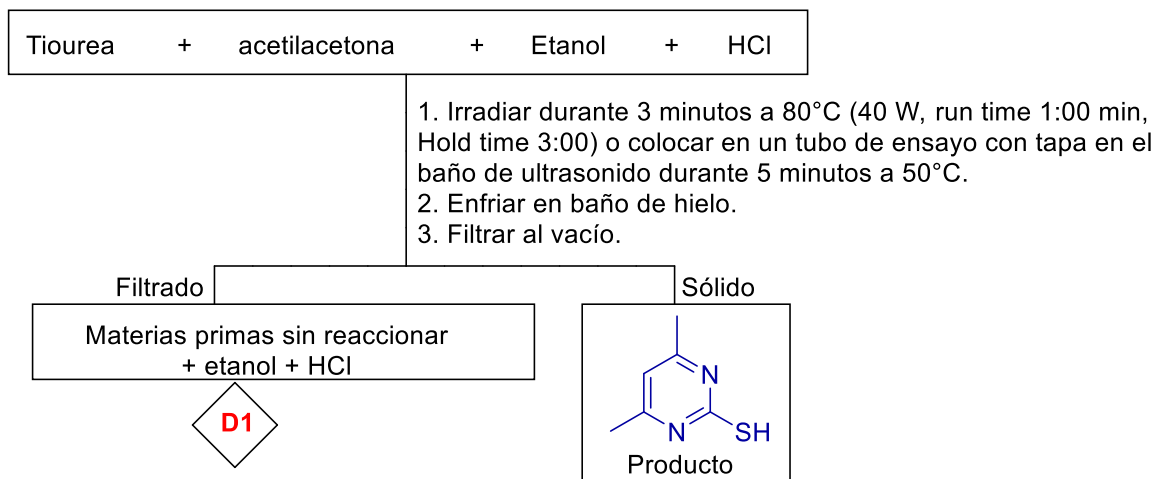 Tiourea + acetilacetona + Etanol + HCl
1. Irradiar durante 3 minutos a 80°C (40 W, run time 1:00 min,
Hold time 3:00) o colocar en un tubo de ensayo con tapa en el
baño de ultrasonido durante 5 minutos a 50°C.
2. Enfriar en baño de hielo.
3. Filtrar al vacío.
Filtrado
Sólido
Materias primas sin reaccionar
+ etanol + HCl
D1
N
N
SH
Producto